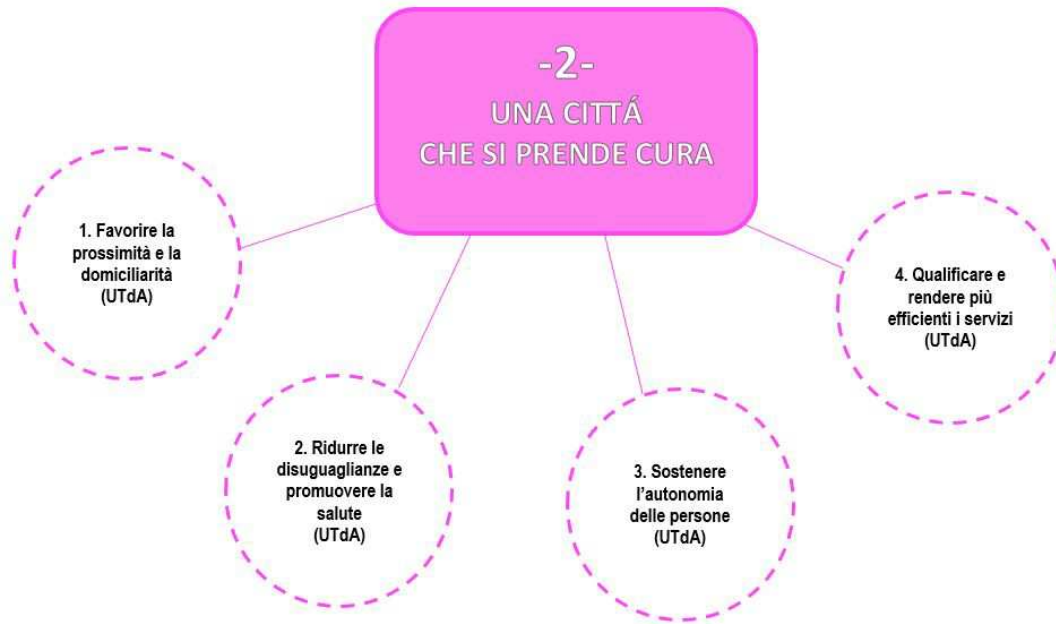 -2-
UNA CITTÁ
CHE SI PRENDE CURA
1. Favorire la
prossimità e la
domiciliarità
(UTdA)
2. Ridurre le
disuguaglianze e
promuovere la
salute
(UTdA)
3. Sostenere
l’autonomia
delle persone
(UTdA)
4. Qualificare e
rendere più
efficienti i servizi
(UTdA)